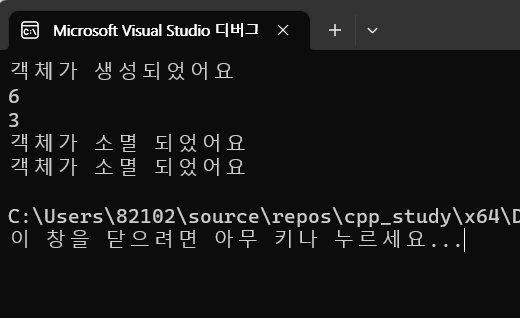 Microsoft Visual Studio 디버그
객체가 생성되었어요
6
3
객체가 소멸 되었어요
객체가 소멸 되었어요
C:\Users\82102\source\repos\cpp_study\x64\D
이 창을 닫으려면 아무 키나 누르세요...